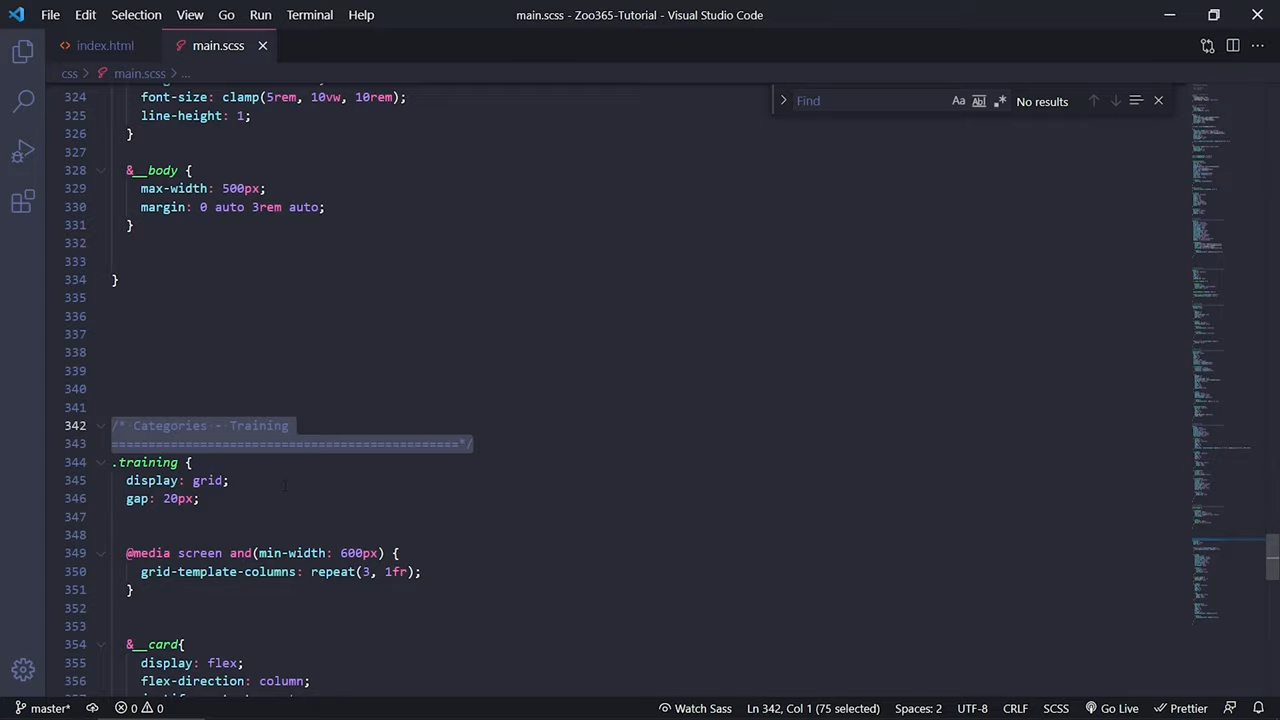 File Edit Selection View Go Run Terminal Help
main.scss - Zoo365-Tutorial - Visual Studio Code
index.html main.scss
css > main.scss > ...
Find Aa Ab No results
324 font-size: clamp(5rem, 10vw, 10rem);
325 line-height: 1;
326 }
327
328 &__body {
329 max-width: 500px;
330 margin: 0 auto 3rem auto;
331 }
332
333
334 }
335
336
337
338
339
340
341
342 /* Categories - Training
343 ===============================================*/
344 .training {
345 display: grid;
346 gap: 20px;
347
348
349 @media screen and(min-width: 600px) {
350 grid-template-columns: repeat(3, 1fr);
351 }
352
353
354 &__card{
355 display: flex;
356 flex-direction: column;
master* 0 0 Watch Sass Ln 342, Col 1 (75 selected) Spaces: 2 UTF-8 CRLF SCSS Go Live Prettier